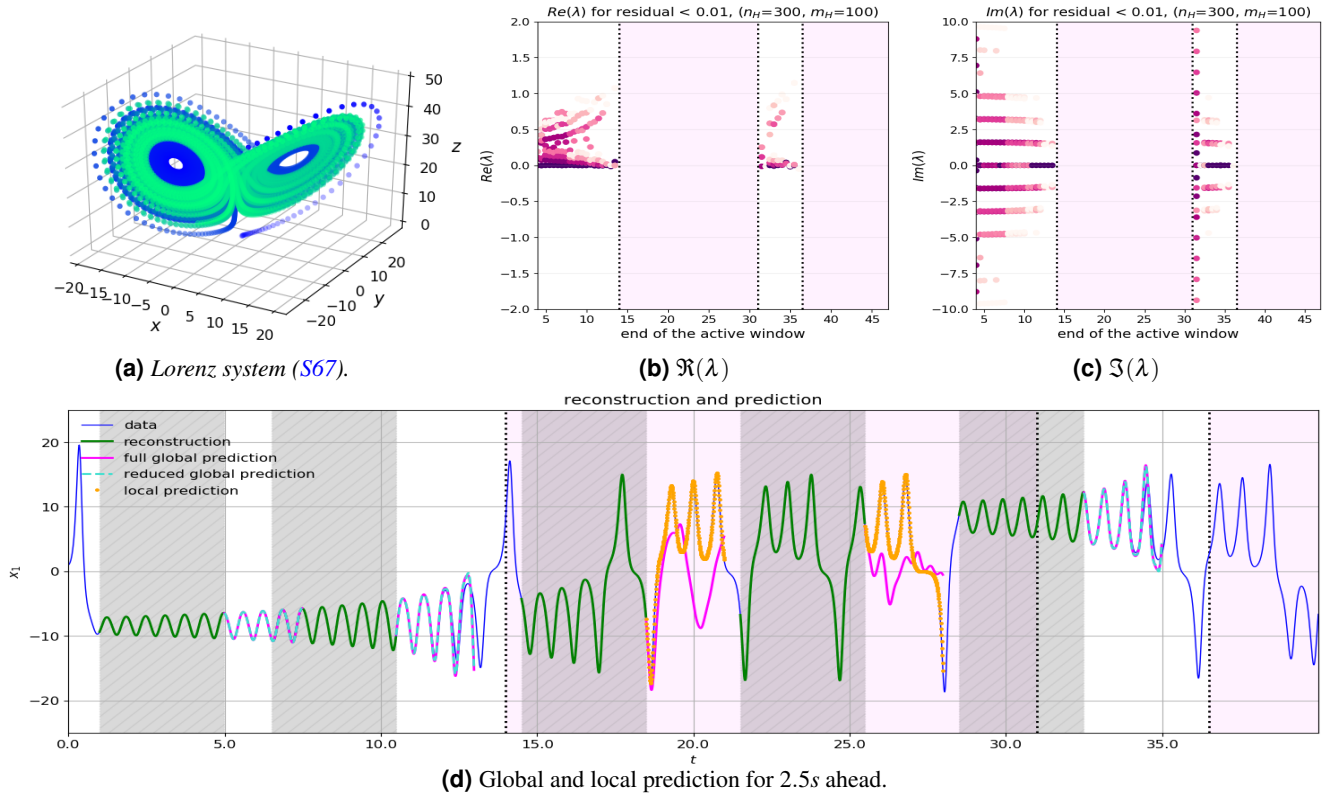 50
40
30
20
10
0
z
−20
−15
−10
−5
0
5
10
15
20
x
−20
−10
0
10
20
y
(a) Lorenz system (S67).
Re(λ) for residual < 0.01, (n_H=300, m_H=100)
2.0
1.5
1.0
0.5
0.0
−0.5
−1.0
−1.5
−2.0
Re(λ)
5 10 15 20 25 30 35 40 45
end of the active window
(b) ℜ(λ)
Im(λ) for residual < 0.01, (n_H=300, m_H=100)
10.0
7.5
5.0
2.5
0.0
−2.5
−5.0
−7.5
−10.0
Im(λ)
5 10 15 20 25 30 35 40 45
end of the active window
(c) ℑ(λ)
reconstruction and prediction
data
reconstruction
full global prediction
reduced global prediction
local prediction
20
10
0
−10
−20
x₁
0.0 5.0 10.0 15.0 20.0 25.0 30.0 35.0
t
(d) Global and local prediction for 2.5s ahead.